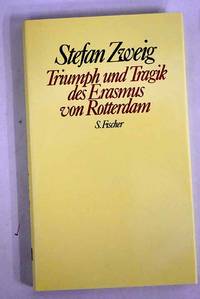 Stefan Zweig
Triumph und Tragik
des Erasmus
von Rotterdam
S. Fischer